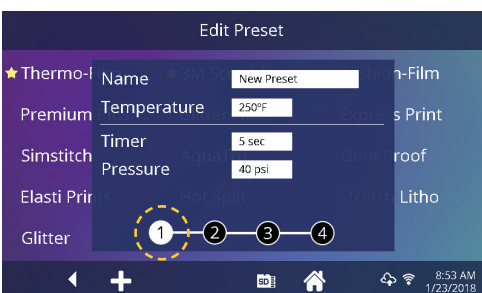 Edit Preset
Thermo-F
-Film
Premium
s Print
Simstitch
roof
Elasti Prin
Litho
Glitter
Name New Preset
Temperature 250°F
Timer 5 sec
Pressure 40 psi
1 2 3 4
SD
8:53 AM
1/23/2018